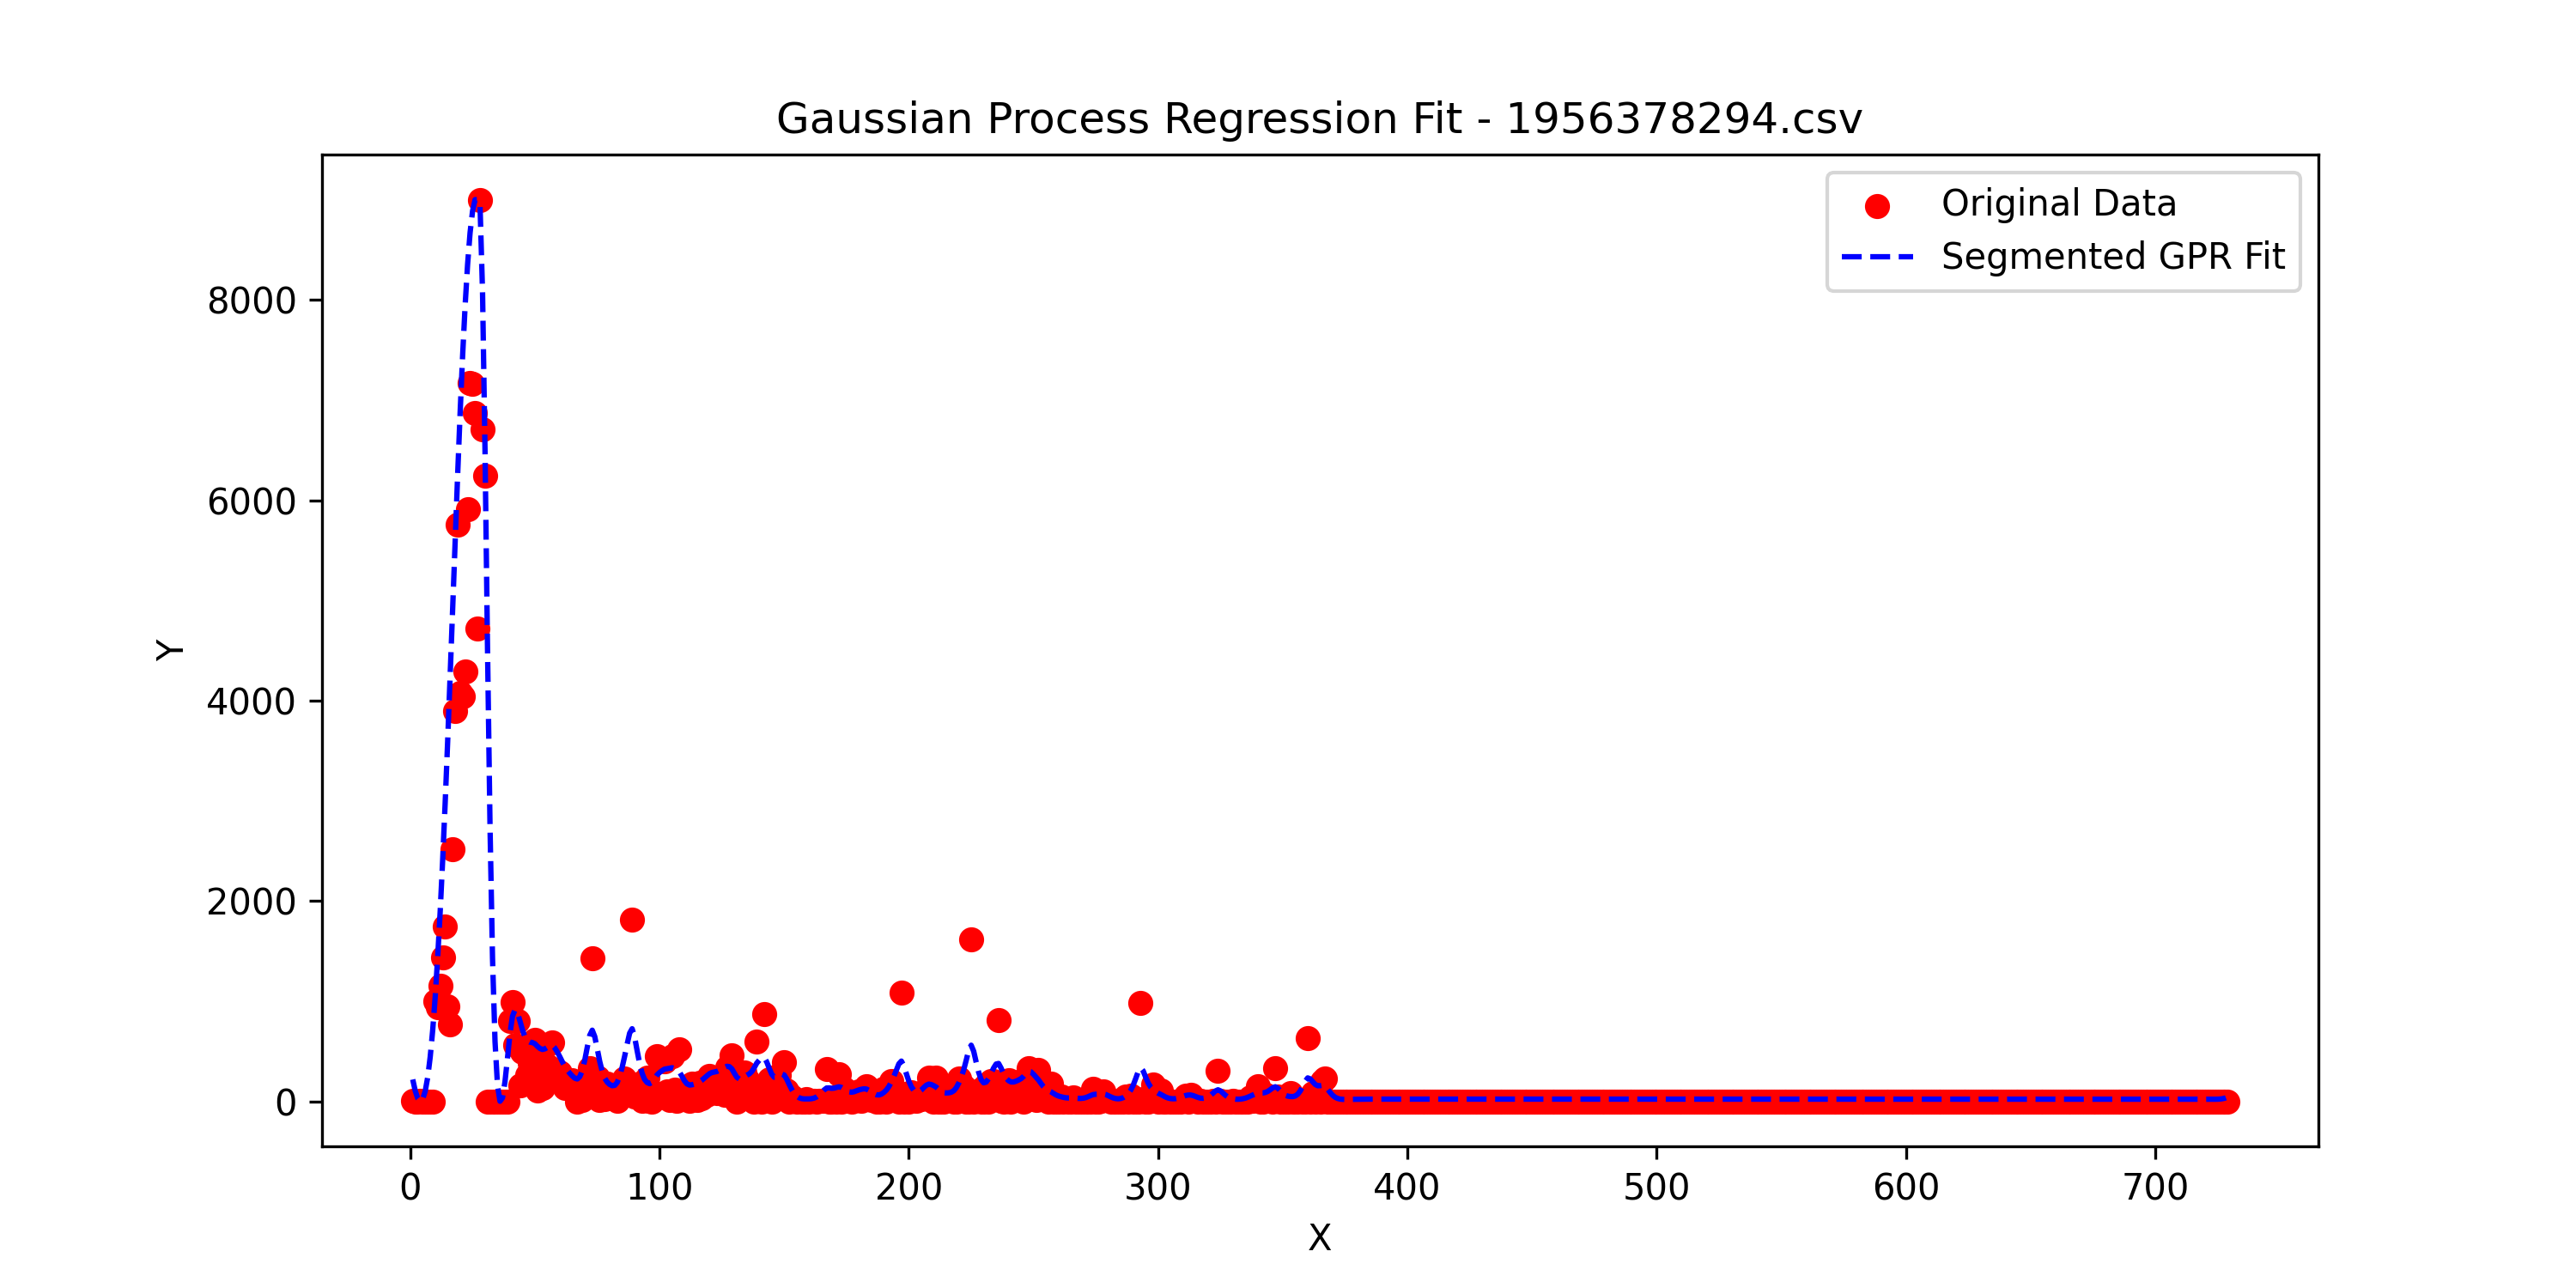 Gaussian Process Regression Fit - 1956378294.csv
Original Data
Segmented GPR Fit
Y
8000
6000
4000
2000
0
0 100 200 300 400 500 600 700
X